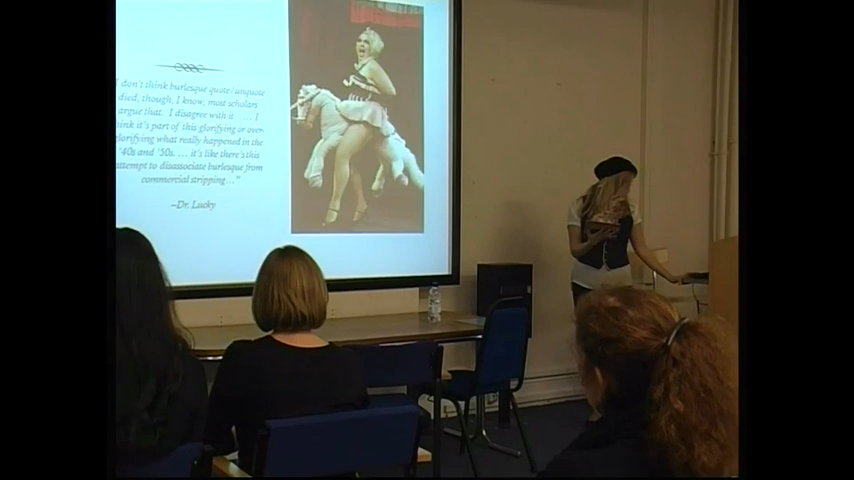 I don't think burlesque quote/unquote
died, though, I know, most scholars
argue that. I disagree with it. ... I
think it's part of this glorifying or over-
glorifying what really happened in the
'40s and '50s. ... it's like there's this
attempt to disassociate burlesque from
commercial stripping...."
—Dr. Lucky